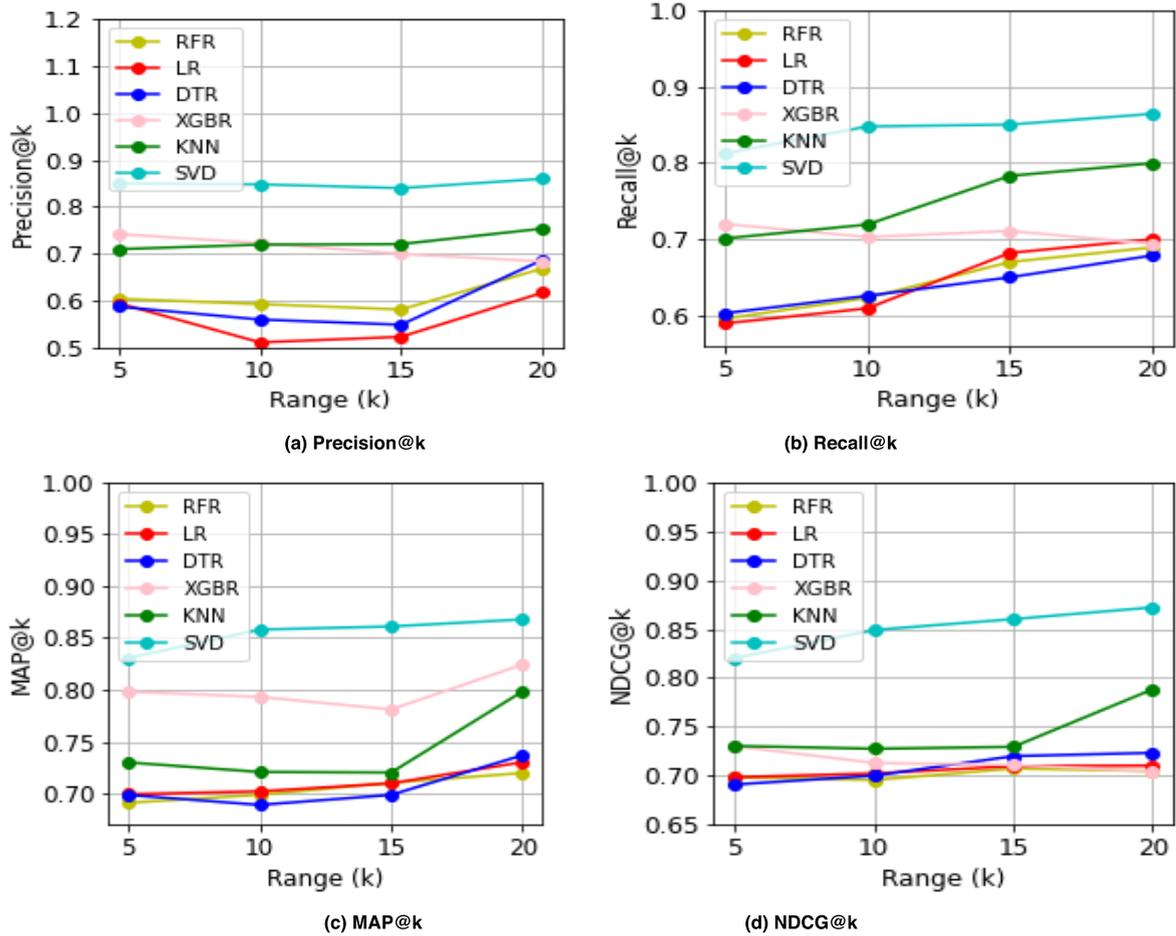 1.2
1.1
1.0
0.9
0.8
0.7
0.6
0.5
Precision@k
RFR
LR
DTR
XGBR
KNN
SVD
5 10 15 20
Range (k)
(a) Precision@k
1.0
0.9
0.8
0.7
0.6
Recall@k
RFR
LR
DTR
XGBR
KNN
SVD
5 10 15 20
Range (k)
(b) Recall@k
1.00
0.95
0.90
0.85
0.80
0.75
0.70
MAP@k
RFR
LR
DTR
XGBR
KNN
SVD
5 10 15 20
Range (k)
(c) MAP@k
1.00
0.95
0.90
0.85
0.80
0.75
0.70
0.65
NDCG@k
RFR
LR
DTR
XGBR
KNN
SVD
5 10 15 20
Range (k)
(d) NDCG@k